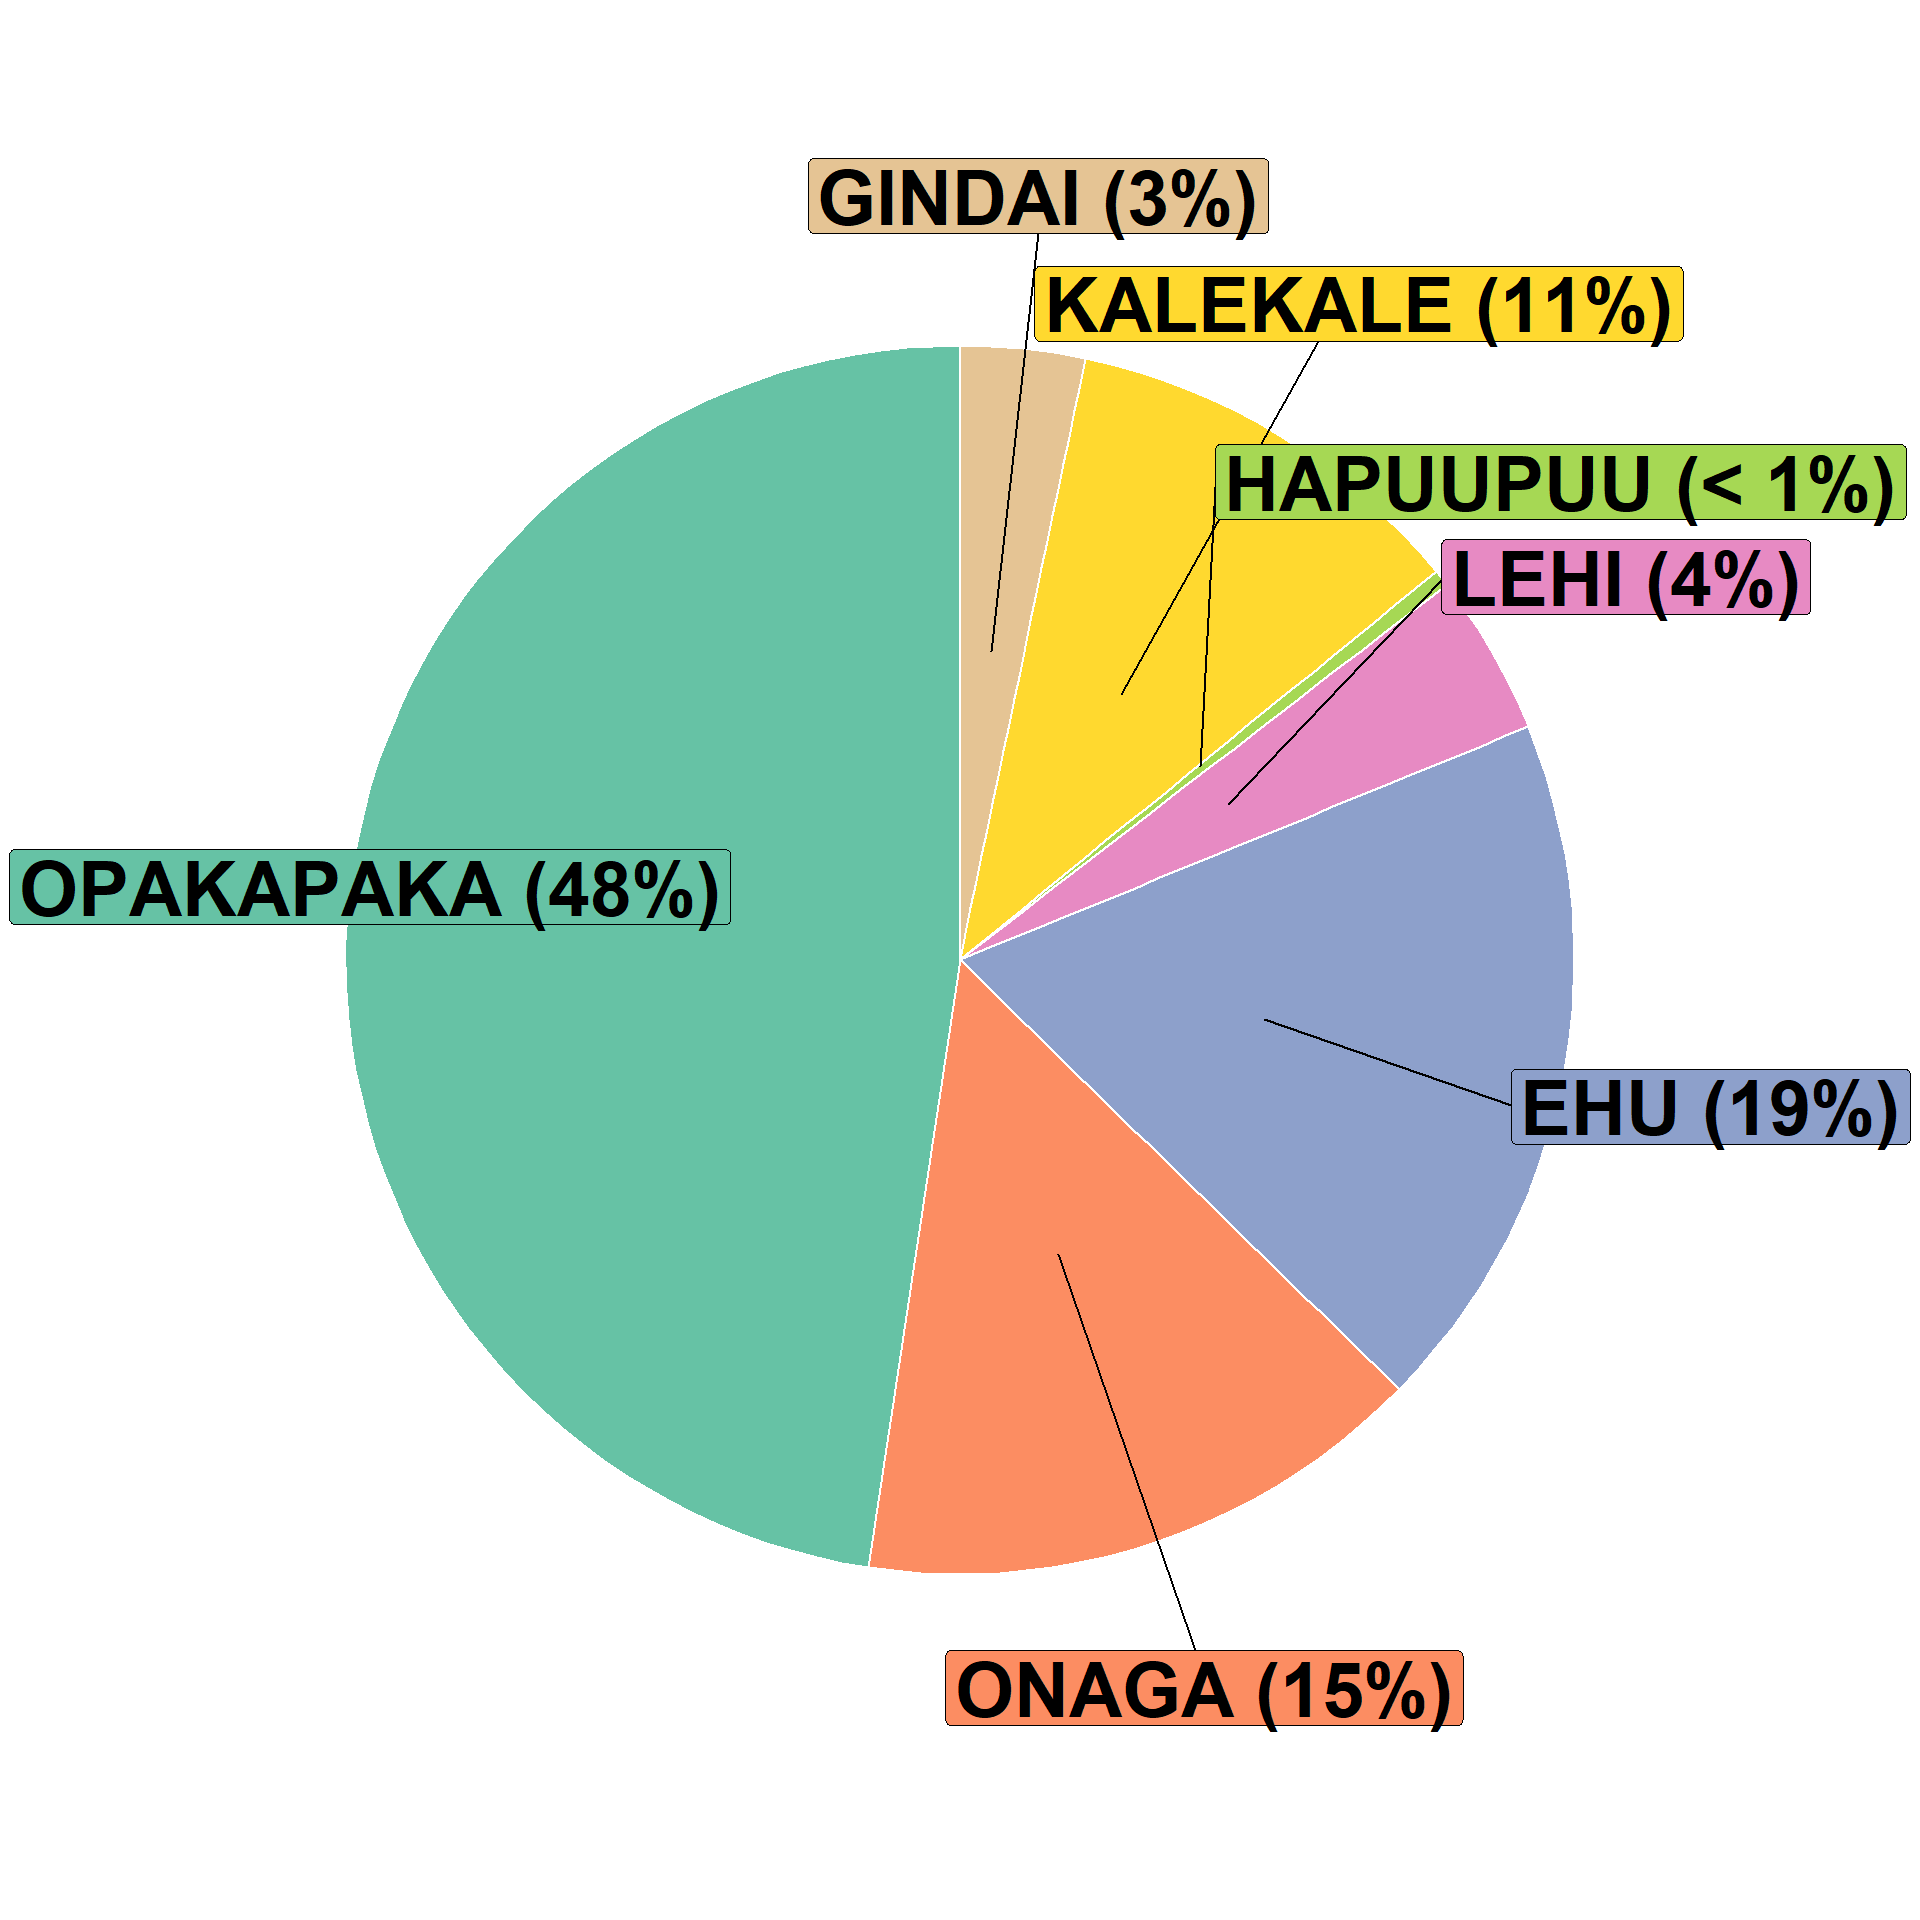 GINDAI (3%)
KALEKALE (11%)
HAPUUPUU (< 1%)
LEHI (4%)
OPAKAPAKA (48%)
EHU (19%)
ONAGA (15%)